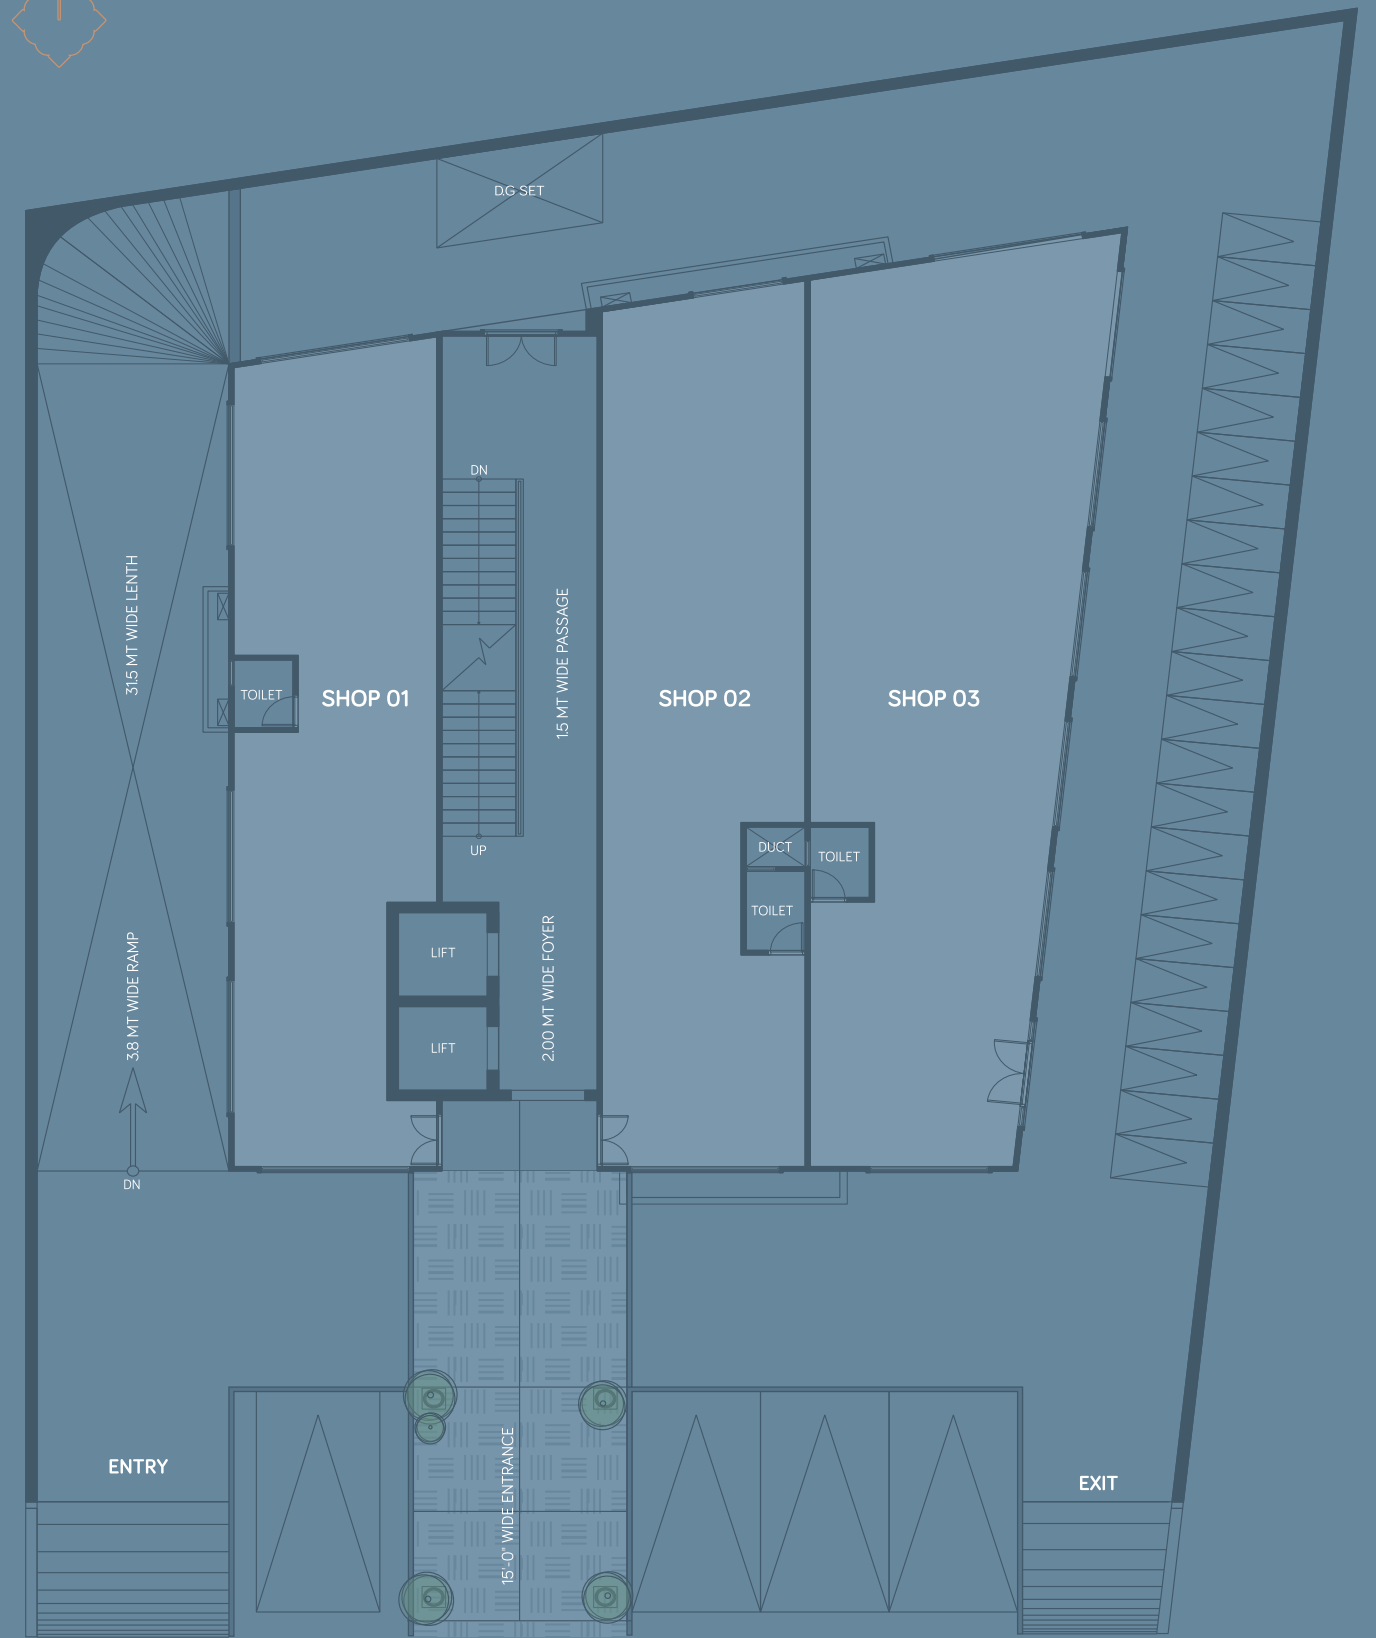 D.G SET
DN
31.5 MT WIDE LENTH
1.5 MT WIDE PASSAGE
TOILET
SHOP 01
SHOP 02
SHOP 03
UP
DUCT
TOILET
TOILET
LIFT
3.8 MT WIDE RAMP
2.00 MT WIDE FOYER
LIFT
DN
ENTRY
15'-0" WIDE ENTRANCE
EXIT